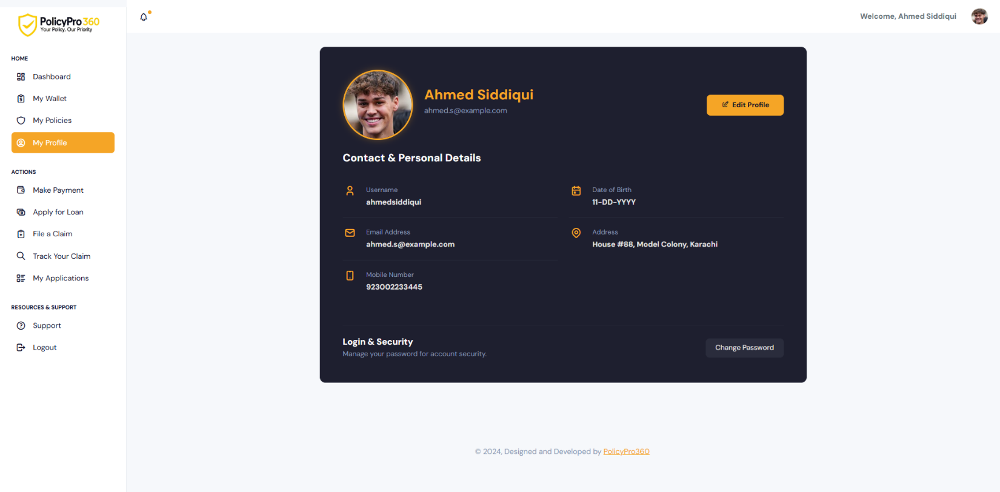 PolicyPro360
Your Policy, Our Priority
Welcome, Ahmed Siddiqui
HOME
Dashboard
My Wallet
My Policies
My Profile
ACTIONS
Make Payment
Apply for Loan
File a Claim
Track Your Claim
My Applications
RESOURCES & SUPPORT
Support
Logout
Ahmed Siddiqui
ahmed.s@example.com
Edit Profile
Contact & Personal Details
Username
ahmedsiddiqui
Date of Birth
11-DD-YYYY
Email Address
ahmed.s@example.com
Address
House #88, Model Colony, Karachi
Mobile Number
923002233445
Login & Security
Manage your password for account security.
Change Password
© 2024, Designed and Developed by PolicyPro360